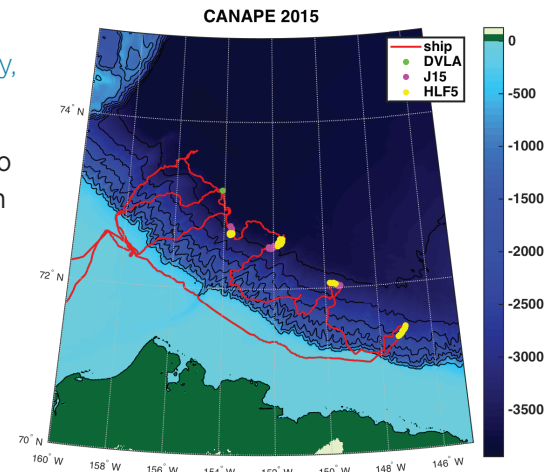 CANAPE 2015
y,
o
n
ship
DVLA
J15
HLF5
74° N
72° N
70° N
160° W
158° W
156° W
154° W
152° W
150° W
148° W
146° W
0
-500
-1000
-1500
-2000
-2500
-3000
-3500